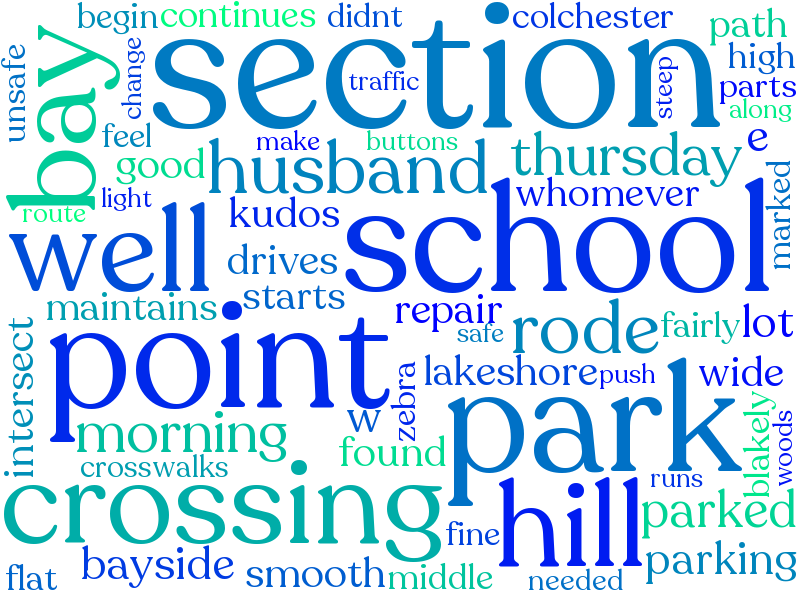 begin continues didnt colchester path
unsafe bay change section traffic steep high
parts
along
feel make buttons e
good husband thursday
route light kudos whomever marked
well school
drives
maintains starts repair safe rode fairly lot
intersect point zebra lakeshore push wide
w park
morning found blakely woods
crosswalks
crossing hill runs
fine parked
bayside smooth middle needed parking
flat